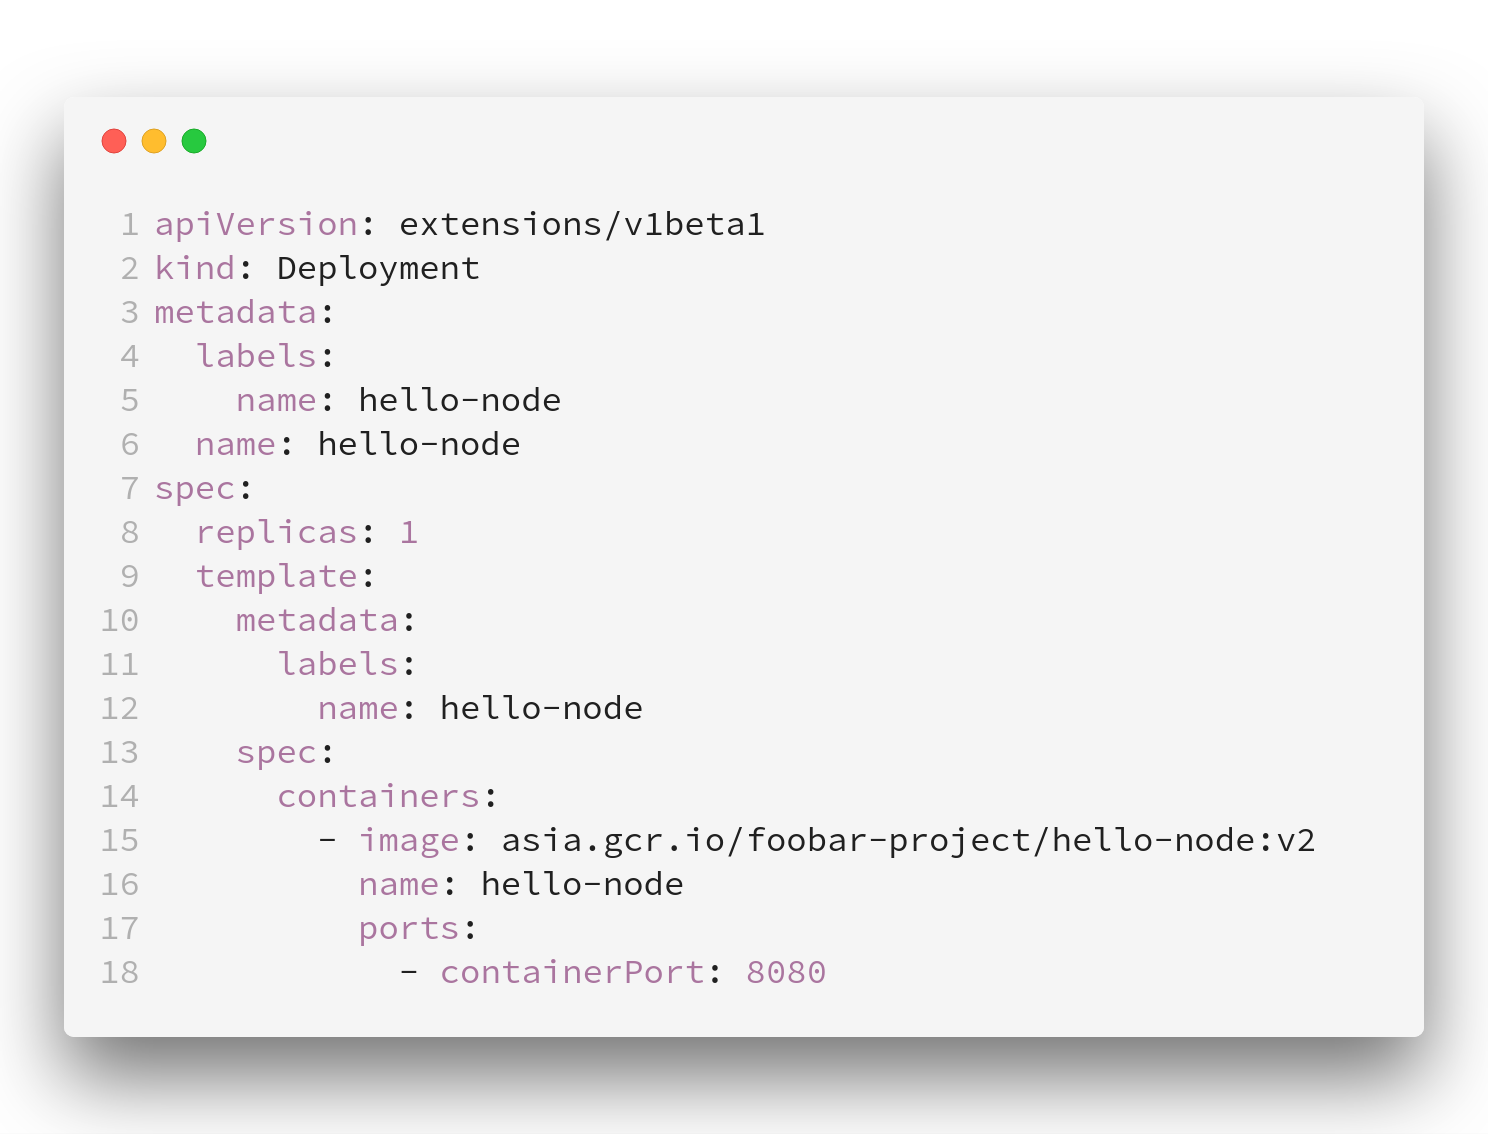 1 apiVersion: extensions/v1beta1
2 kind: Deployment
3 metadata:
4   labels:
5     name: hello-node
6   name: hello-node
7 spec:
8   replicas: 1
9   template:
10     metadata:
11       labels:
12         name: hello-node
13     spec:
14       containers:
15         - image: asia.gcr.io/foobar-project/hello-node:v2
16           name: hello-node
17           ports:
18             - containerPort: 8080